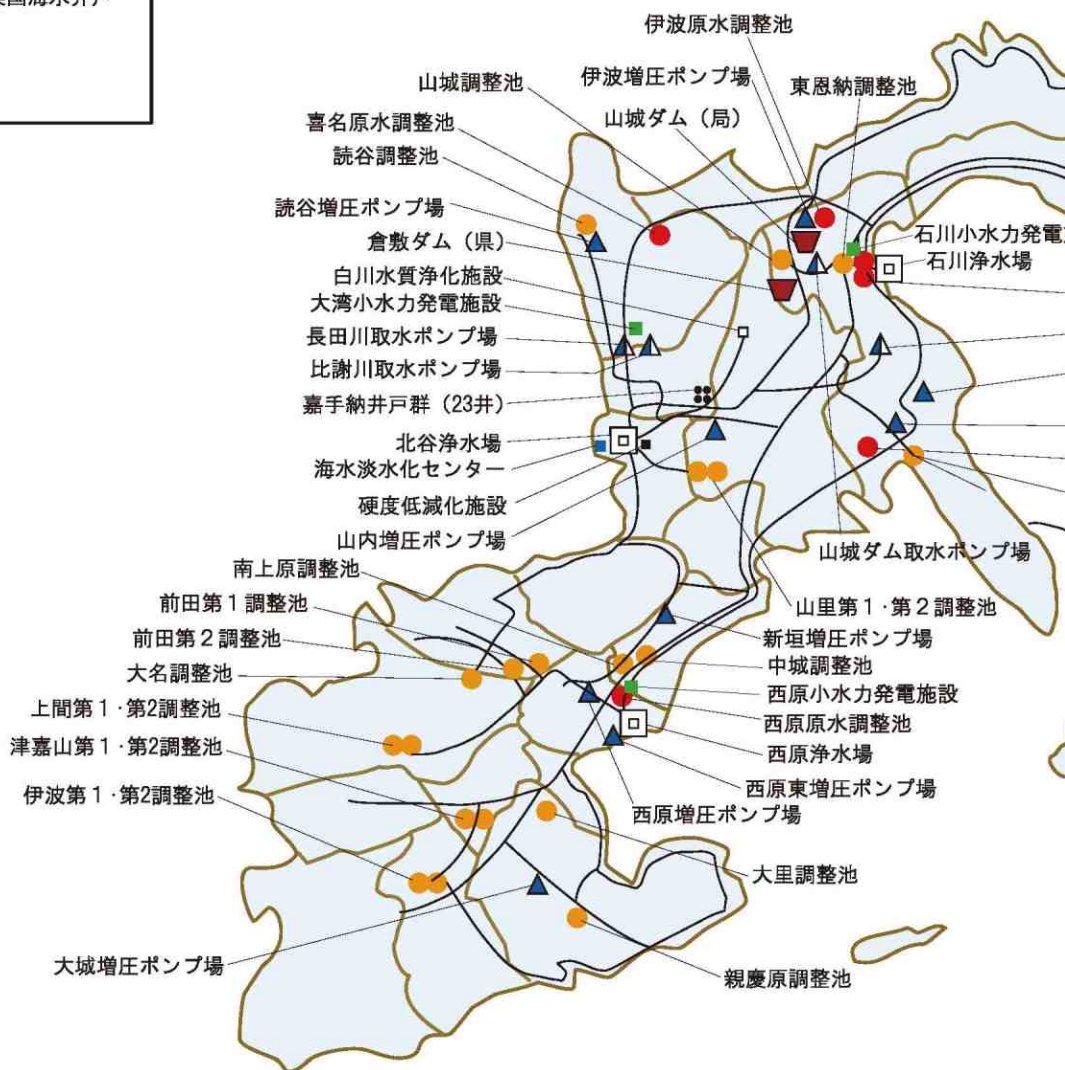 伊波原水調整池
伊波増圧ポンプ場
東恩納調整池
山城調整池
山城ダム（局）
喜名原水調整池
読谷調整池
読谷増圧ポンプ場
倉敷ダム（県）
石川小水力発電
白川水質浄化施設
石川浄水場
大湾小水力発電施設
長田川取水ポンプ場
比謝川取水ポンプ場
嘉手納井戸群（23井）
北谷浄水場
海水淡水化センター
硬度低減化施設
山内増圧ポンプ場
山城ダム取水ポンプ場
南上原調整池
前田第１調整池
山里第１・第２調整池
前田第２調整池
新垣増圧ポンプ場
大名調整池
中城調整池
西原小水力発電施設
上間第１・第2調整池
西原原水調整池
津嘉山第１・第2調整池
西原浄水場
伊波第１・第2調整池
西原東増圧ポンプ場
西原増圧ポンプ場
大里調整池
大城増圧ポンプ場
親慶原調整池